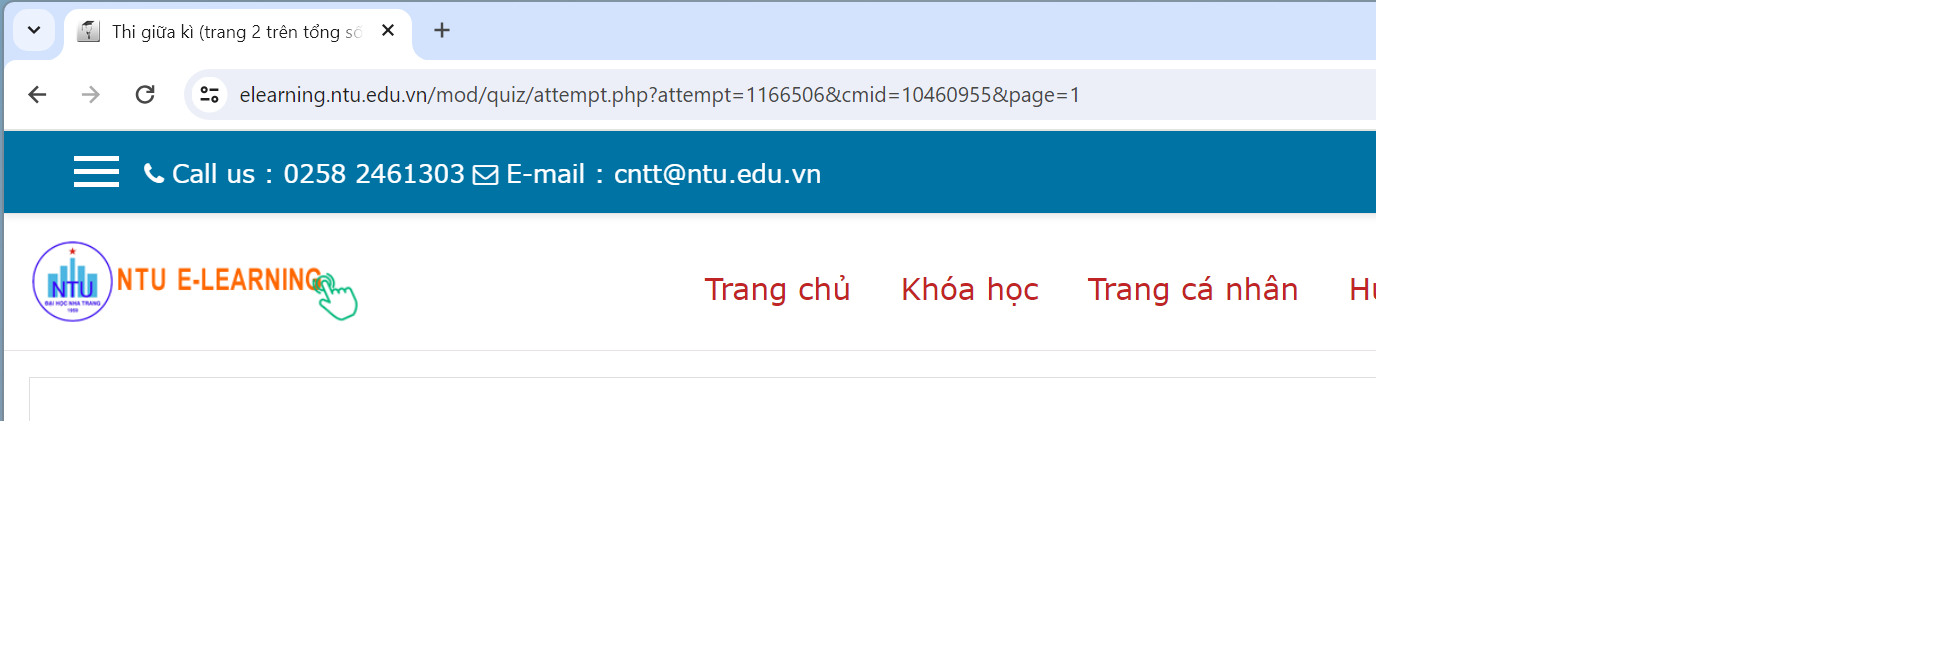 Thi giữa kì (trang 2 trên tổng số
elearning.ntu.edu.vn/mod/quiz/attempt.php?attempt=1166506&cmid=10460955&page=1
Call us : 0258 2461303 E-mail : cntt@ntu.edu.vn
NTU
ĐẠI HỌC NHA TRANG
1959
NTU E-LEARNING
Trang chủ Khóa học Trang cá nhân